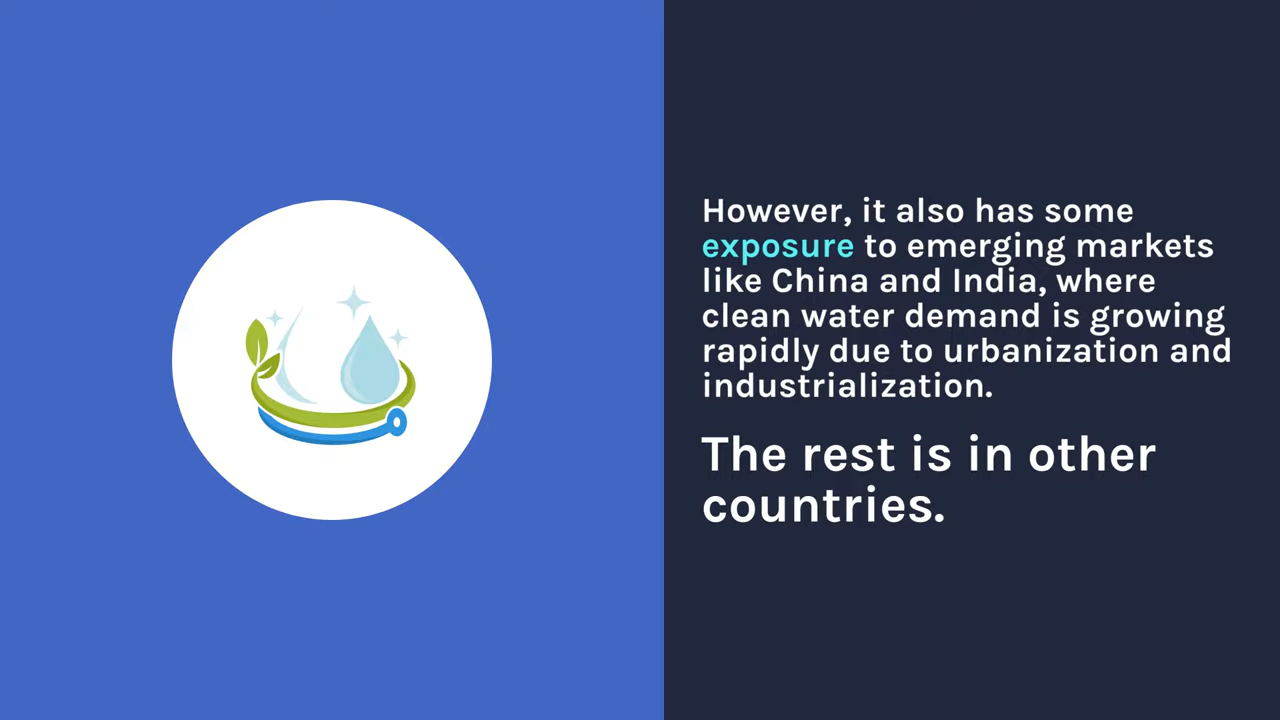 However, it also has some
exposure to emerging markets
like China and India, where
clean water demand is growing
rapidly due to urbanization and
industrialization.
The rest is in other
countries.